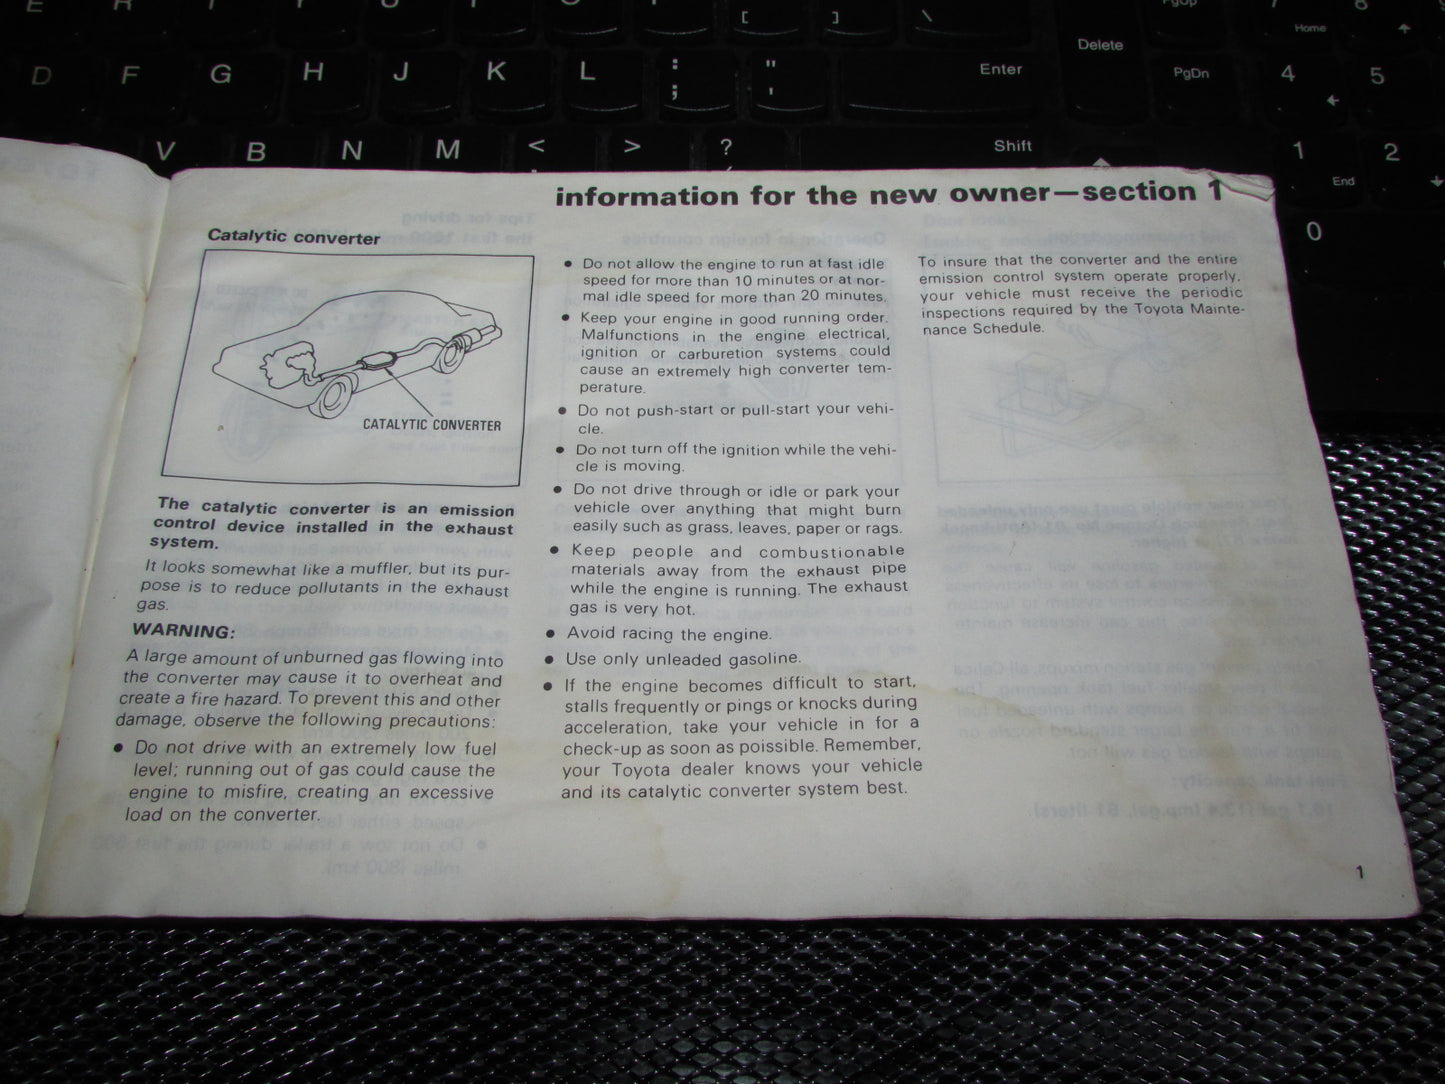 E R T Y U I O P [ ] \ PgUp 7 Home 8
D F G H J K L : ; " ' Enter Delete PgDn 4 5
V B N M < > ? Shift 1 End 2
0
information for the new owner—section 1
Catalytic converter
CATALYTIC CONVERTER
The catalytic converter is an emission
control device installed in the exhaust
system.
It looks somewhat like a muffler, but its pur-
pose is to reduce pollutants in the exhaust
gas.
WARNING:
A large amount of unburned gas flowing into
the converter may cause it to overheat and
create a fire hazard. To prevent this and other
damage, observe the following precautions:
● Do not drive with an extremely low fuel
level; running out of gas could cause the
engine to misfire, creating an excessive
load on the converter.
● Do not allow the engine to run at fast idle
speed for more than 10 minutes or at nor-
mal idle speed for more than 20 minutes.
● Keep your engine in good running order.
Malfunctions in the engine electrical,
ignition or carburetion systems could
cause an extremely high converter tem-
perature.
● Do not push-start or pull-start your vehi-
cle.
● Do not turn off the ignition while the vehi-
cle is moving.
● Do not drive through or idle or park your
vehicle over anything that might burn
easily such as grass, leaves, paper or rags.
● Keep people and combustionable
materials away from the exhaust pipe
while the engine is running. The exhaust
gas is very hot.
● Avoid racing the engine.
● Use only unleaded gasoline.
● If the engine becomes difficult to start,
stalls frequently or pings or knocks during
acceleration, take your vehicle in for a
check-up as soon as poissible. Remember,
your Toyota dealer knows your vehicle
and its catalytic converter system best.
To insure that the converter and the entire
emission control system operate properly,
your vehicle must receive the periodic
inspections required by the Toyota Mainte-
nance Schedule.
1